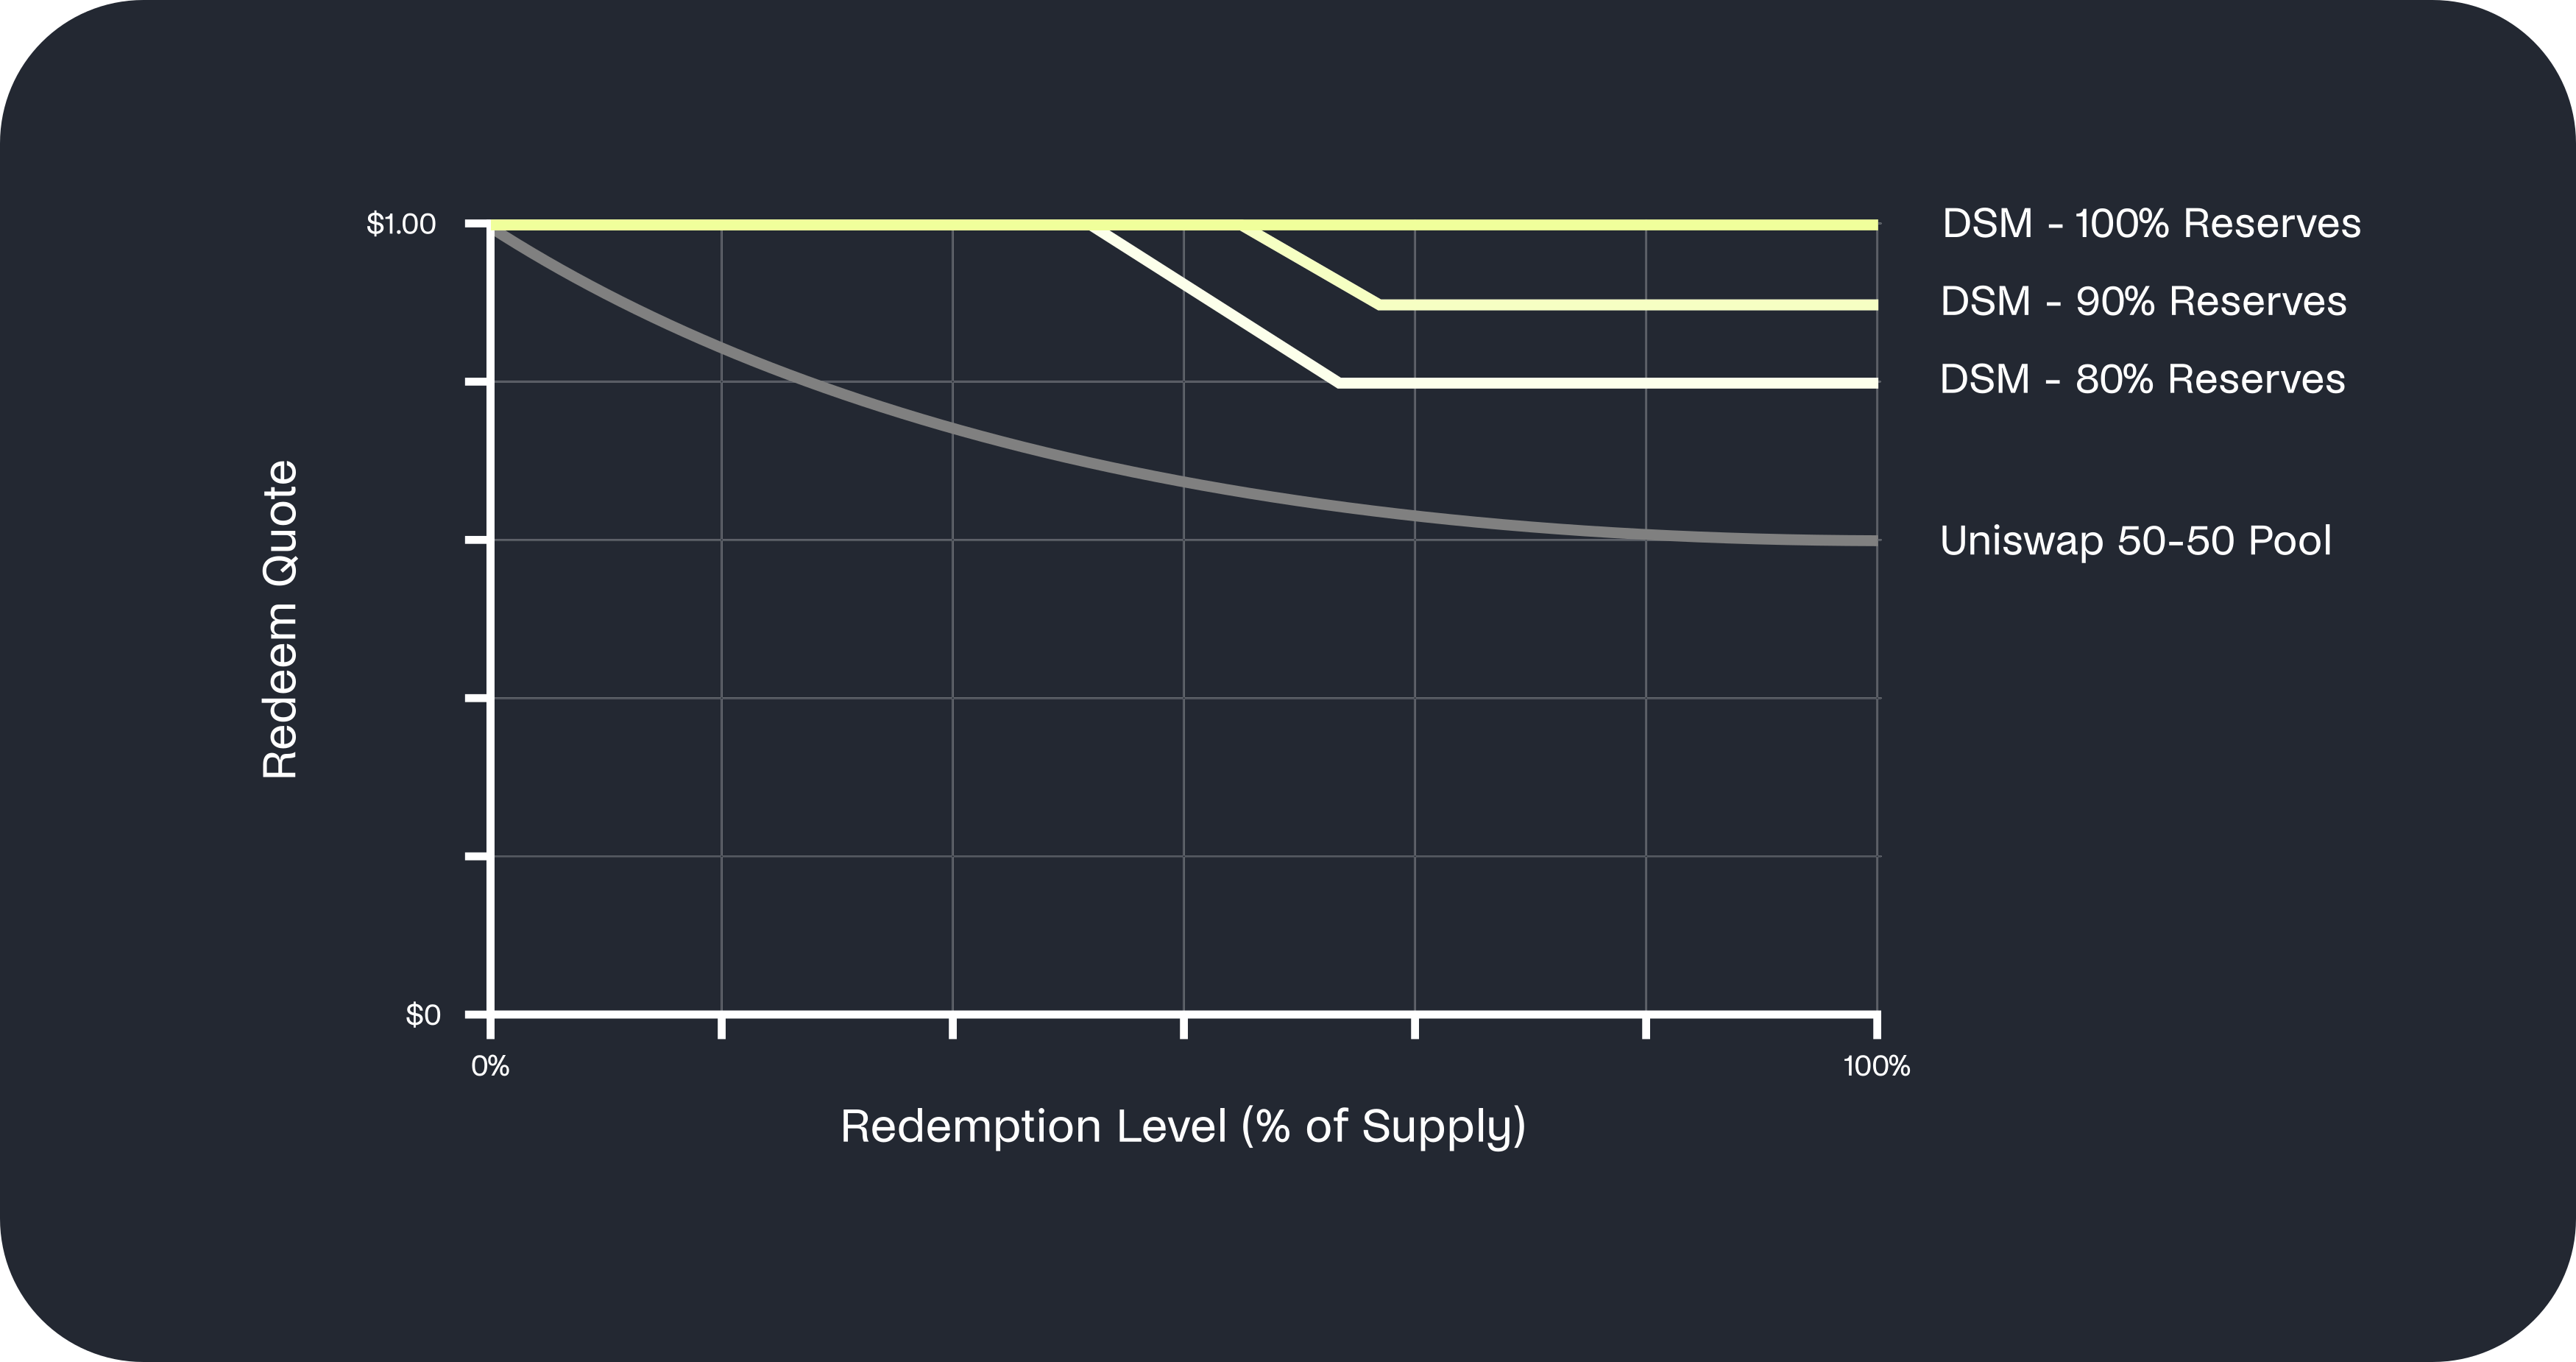 $1.00
DSM - 100% Reserves
DSM - 90% Reserves
DSM - 80% Reserves
Uniswap 50-50 Pool
Redeem Quote
$0
0%
100%
Redemption Level (% of Supply)